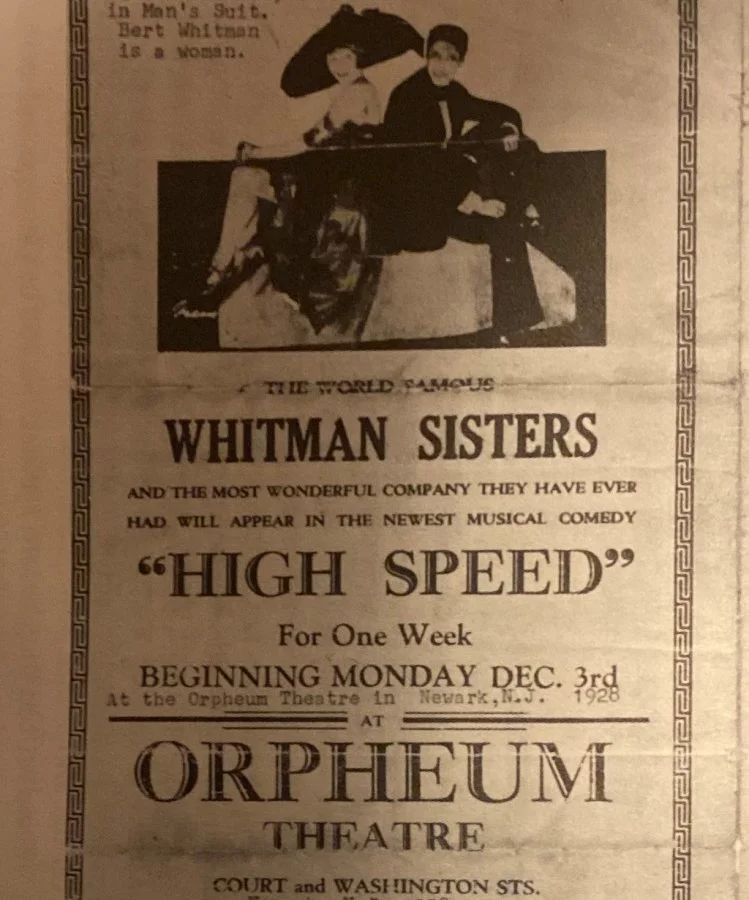 in Man's Suit.
Bert Whitman
is a woman.
THE WORLD FAMOUS
WHITMAN SISTERS
AND THE MOST WONDERFUL COMPANY THEY HAVE EVER
HAD WILL APPEAR IN THE NEWEST MUSICAL COMEDY
"HIGH SPEED"
For One Week
BEGINNING MONDAY DEC. 3rd
At the Orpheum Theatre in Newark,N.J. 1928
AT
ORPHEUM
THEATRE
COURT and WASHINGTON STS.